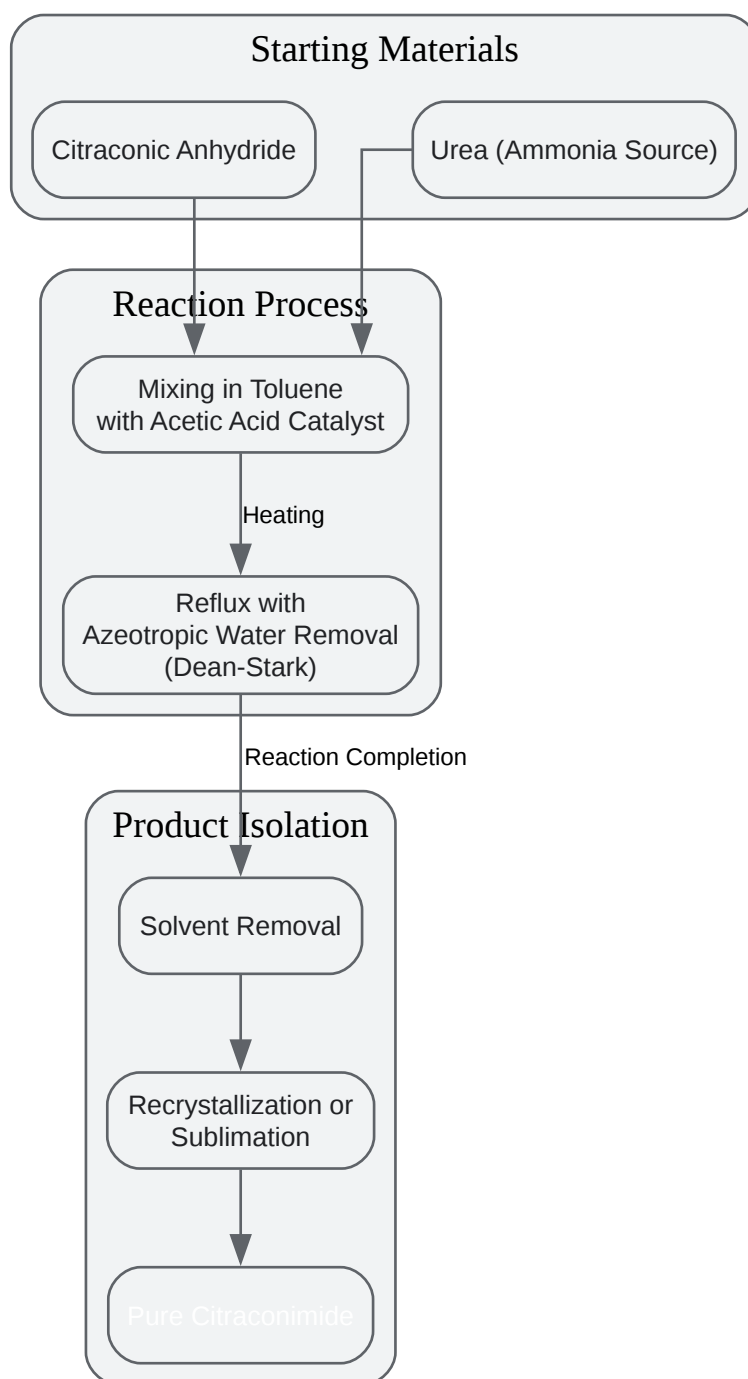 Starting Materials
Citraconic Anhydride
Urea (Ammonia Source)
Reaction Process
Mixing in Toluene
with Acetic Acid Catalyst
Heating
Reflux with
Azeotropic Water Removal
(Dean-Stark)
Reaction Completion
Product Isolation
Solvent Removal
Recrystallization or
Sublimation
Pure Citraconimide